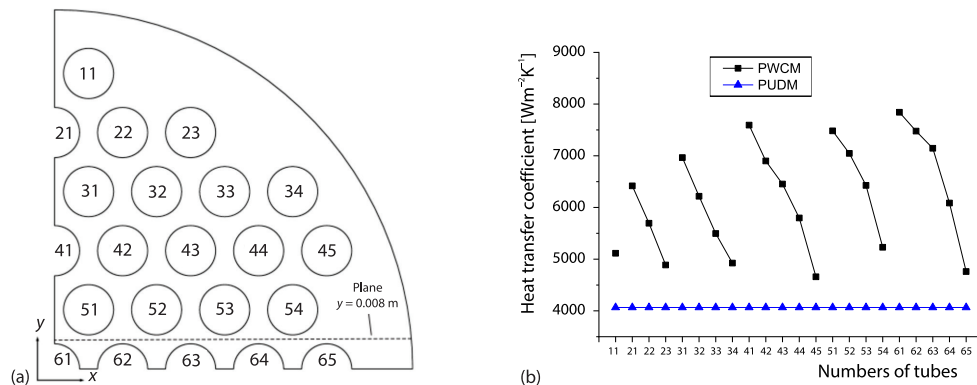 11
21 22 23
31 32 33 34
41 42 43 44 45
Plane
y = 0.008 m
51 52 53 54
y
61 62 63 64 65
x
(a)
Heat transfer coefficient [Wm⁻²K⁻¹]
9000
8000
7000
6000
5000
4000
PWCM
PUDM
11 21 22 23 31 32 33 34 41 42 43 44 45 51 52 53 54 61 62 63 64 65
Numbers of tubes
(b)